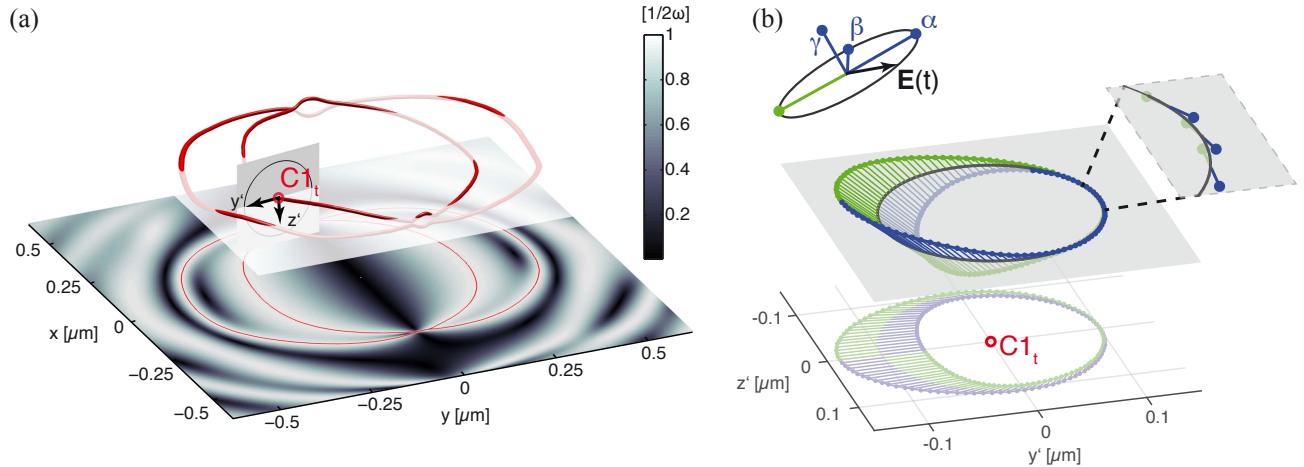 (a)
[1/2ω]
1
0.8
0.6
0.4
0.2
C1t
y‘
z‘
0.5
0.25
0
-0.25
-0.5
x [µm]
-0.5
-0.25
0
0.25
0.5
y [µm]
(b)
γ
β
α
E(t)
C1t
-0.1
0
0.1
z‘ [µm]
-0.1
0
0.1
y‘ [µm]